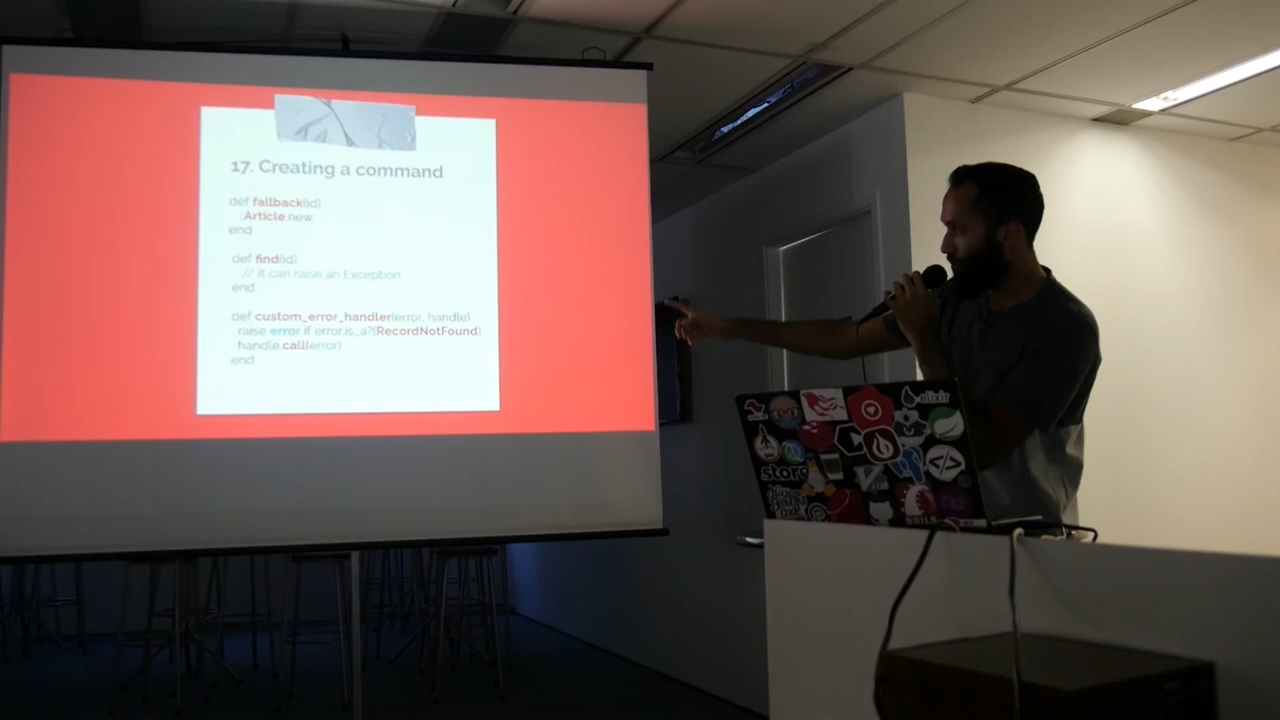 17. Creating a command
def fallback(id)
::Article.new
end
def find(id)
// It can raise an Exception
end
def custom_error_handler(error, handle)
raise error if error.is_a?(RecordNotFound)
handle.call(error)
end
elixir